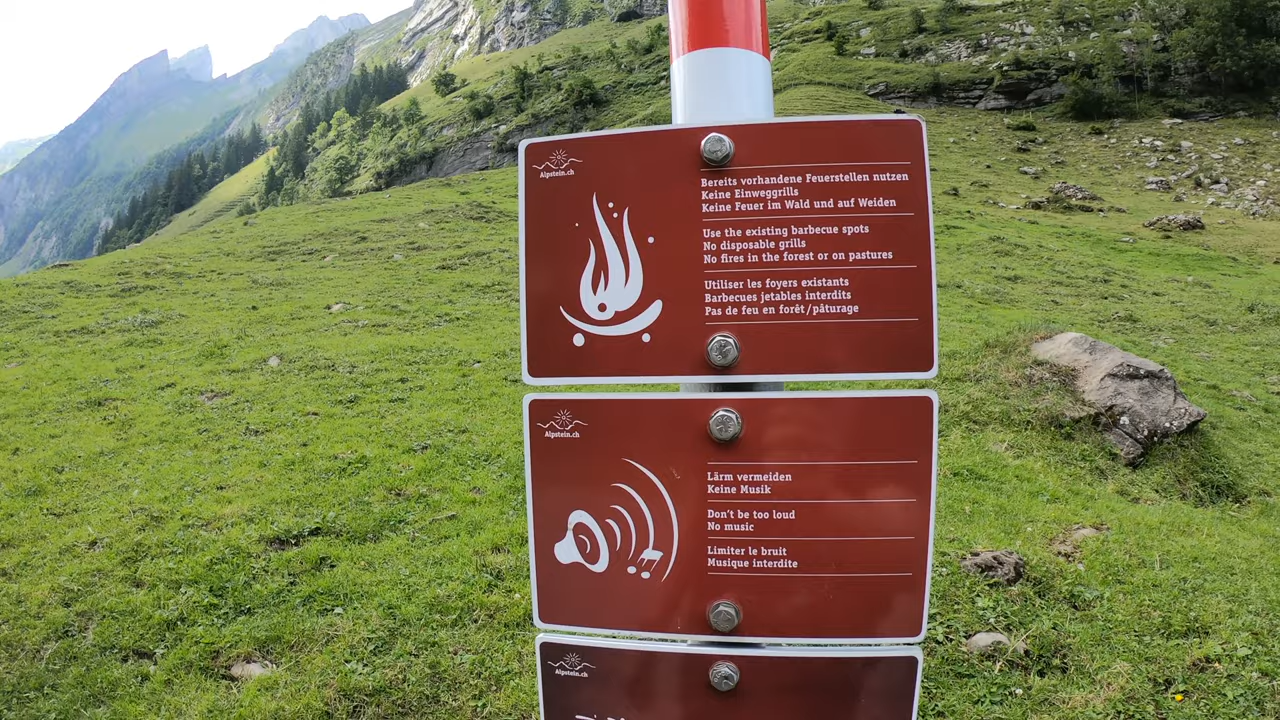 Alpstein.ch
Bereits vorhandene Feuerstellen nutzen
Keine Einweggrills
Keine Feuer im Wald und auf Weiden
Use the existing barbecue spots
No disposable grills
No fires in the forest or on pastures
Utiliser les foyers existants
Barbecues jetables interdits
Pas de feu en forêt/pâturage
Alpstein.ch
Lärm vermeiden
Keine Musik
Don't be too loud
No music
Limiter le bruit
Musique interdite
Alpstein.ch